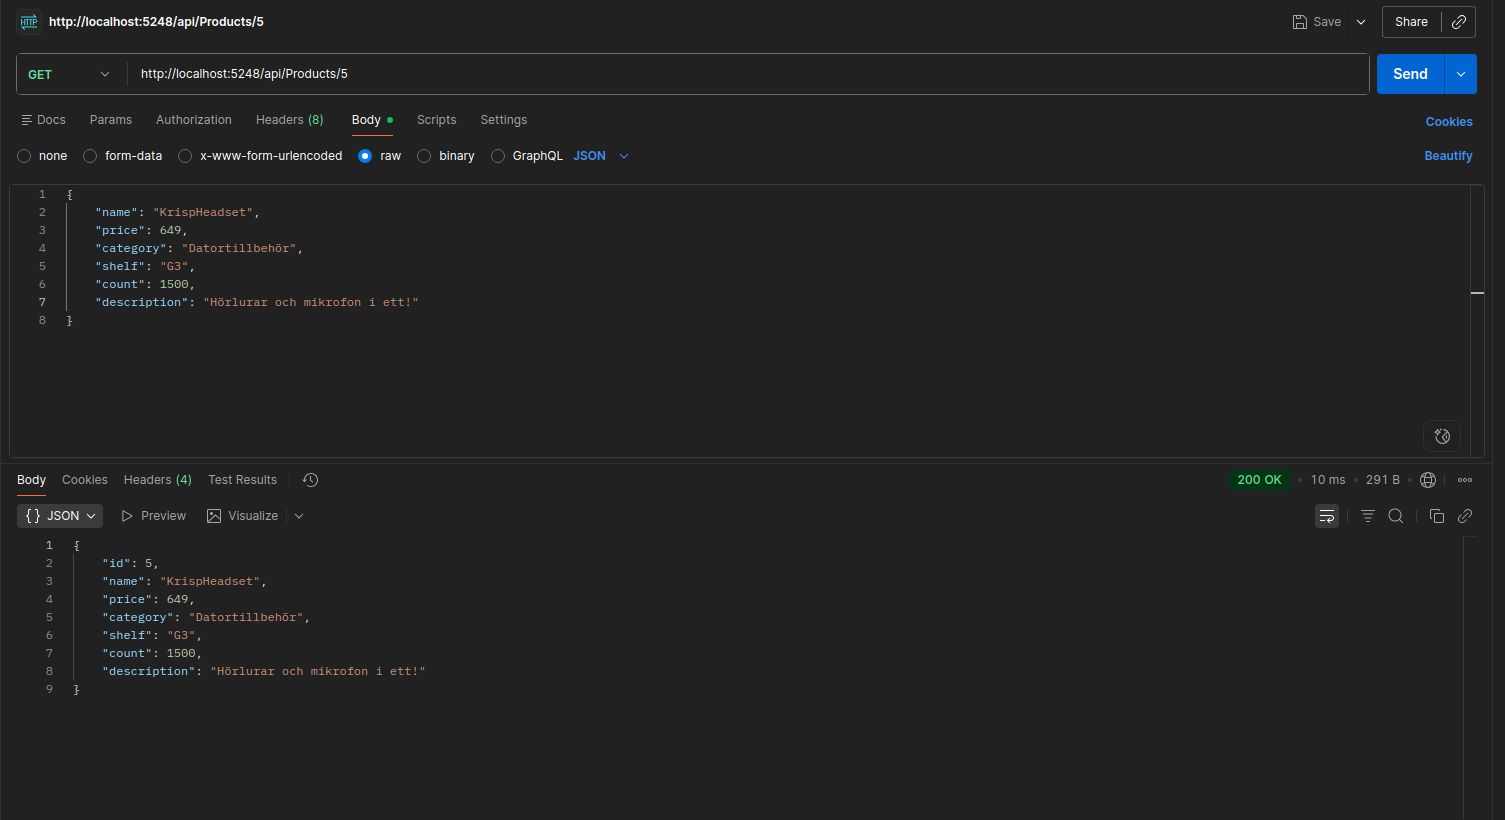 HTTP http://localhost:5248/api/Products/5 Save Share
GET http://localhost:5248/api/Products/5 Send
Docs Params Authorization Headers (8) Body Scripts Settings Cookies
none form-data x-www-form-urlencoded raw binary GraphQL JSON Beautify
1 {
2 "name": "KrispHeadset",
3 "price": 649,
4 "category": "Datortillbehör",
5 "shelf": "G3",
6 "count": 1500,
7 "description": "Hörlurar och mikrofon i ett!"
8 }
Body Cookies Headers (4) Test Results 200 OK • 10 ms • 291 B •
{} JSON Preview Visualize
1 {
2 "id": 5,
3 "name": "KrispHeadset",
4 "price": 649,
5 "category": "Datortillbehör",
6 "shelf": "G3",
7 "count": 1500,
8 "description": "Hörlurar och mikrofon i ett!"
9 }